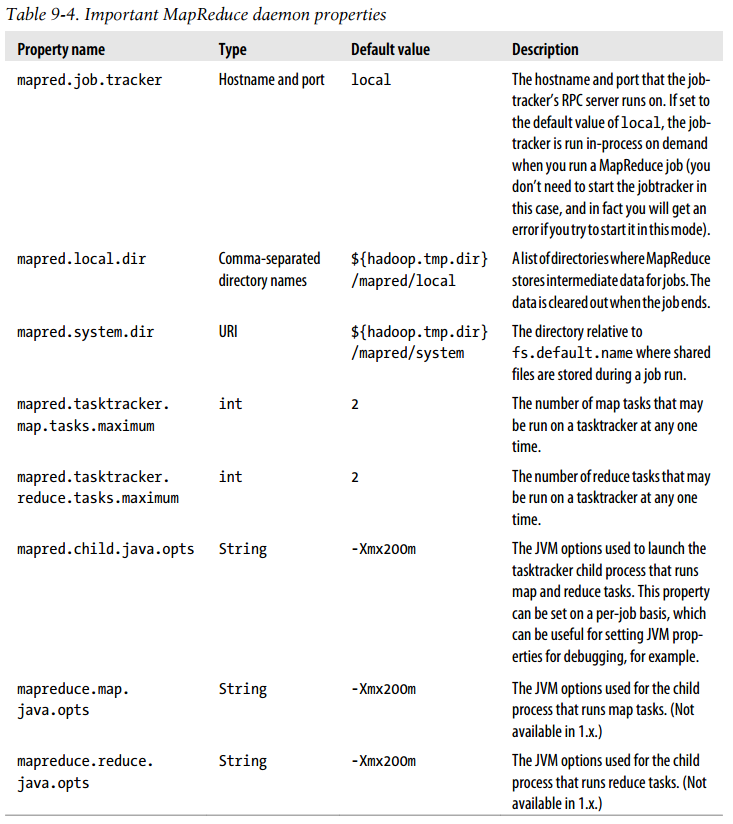 Table 9-4. Important MapReduce daemon properties
Property name Type Default value Description
mapred.job.tracker Hostname and port local The hostname and port that the job-
tracker's RPC server runs on. If set to
the default value of local, the job-
tracker is run in-process on demand
when you run a MapReduce job (you
don't need to start the jobtracker in
this case, and in fact you will get an
error if you try to start it in this mode).
mapred.local.dir Comma-separated ${hadoop.tmp.dir} A list of directories where MapReduce
directory names /mapred/local stores intermediate data for jobs. The
data is cleared out when the job ends.
mapred.system.dir URI ${hadoop.tmp.dir} The directory relative to
/mapred/system fs.default.name where shared
files are stored during a job run.
mapred.tasktracker. int 2 The number of map tasks that may
map.tasks.maximum be run on a tasktracker at any one
time.
mapred.tasktracker. int 2 The number of reduce tasks that may
reduce.tasks.maximum be run on a tasktracker at any one
time.
mapred.child.java.opts String -Xmx200m The JVM options used to launch the
tasktracker child process that runs
map and reduce tasks. This property
can be set on a per-job basis, which
can be useful for setting JVM prop-
erties for debugging, for example.
mapreduce.map. String -Xmx200m The JVM options used for the child
java.opts process that runs map tasks. (Not
available in 1.x.)
mapreduce.reduce. String -Xmx200m The JVM options used for the child
java.opts process that runs reduce tasks. (Not
available in 1.x.)